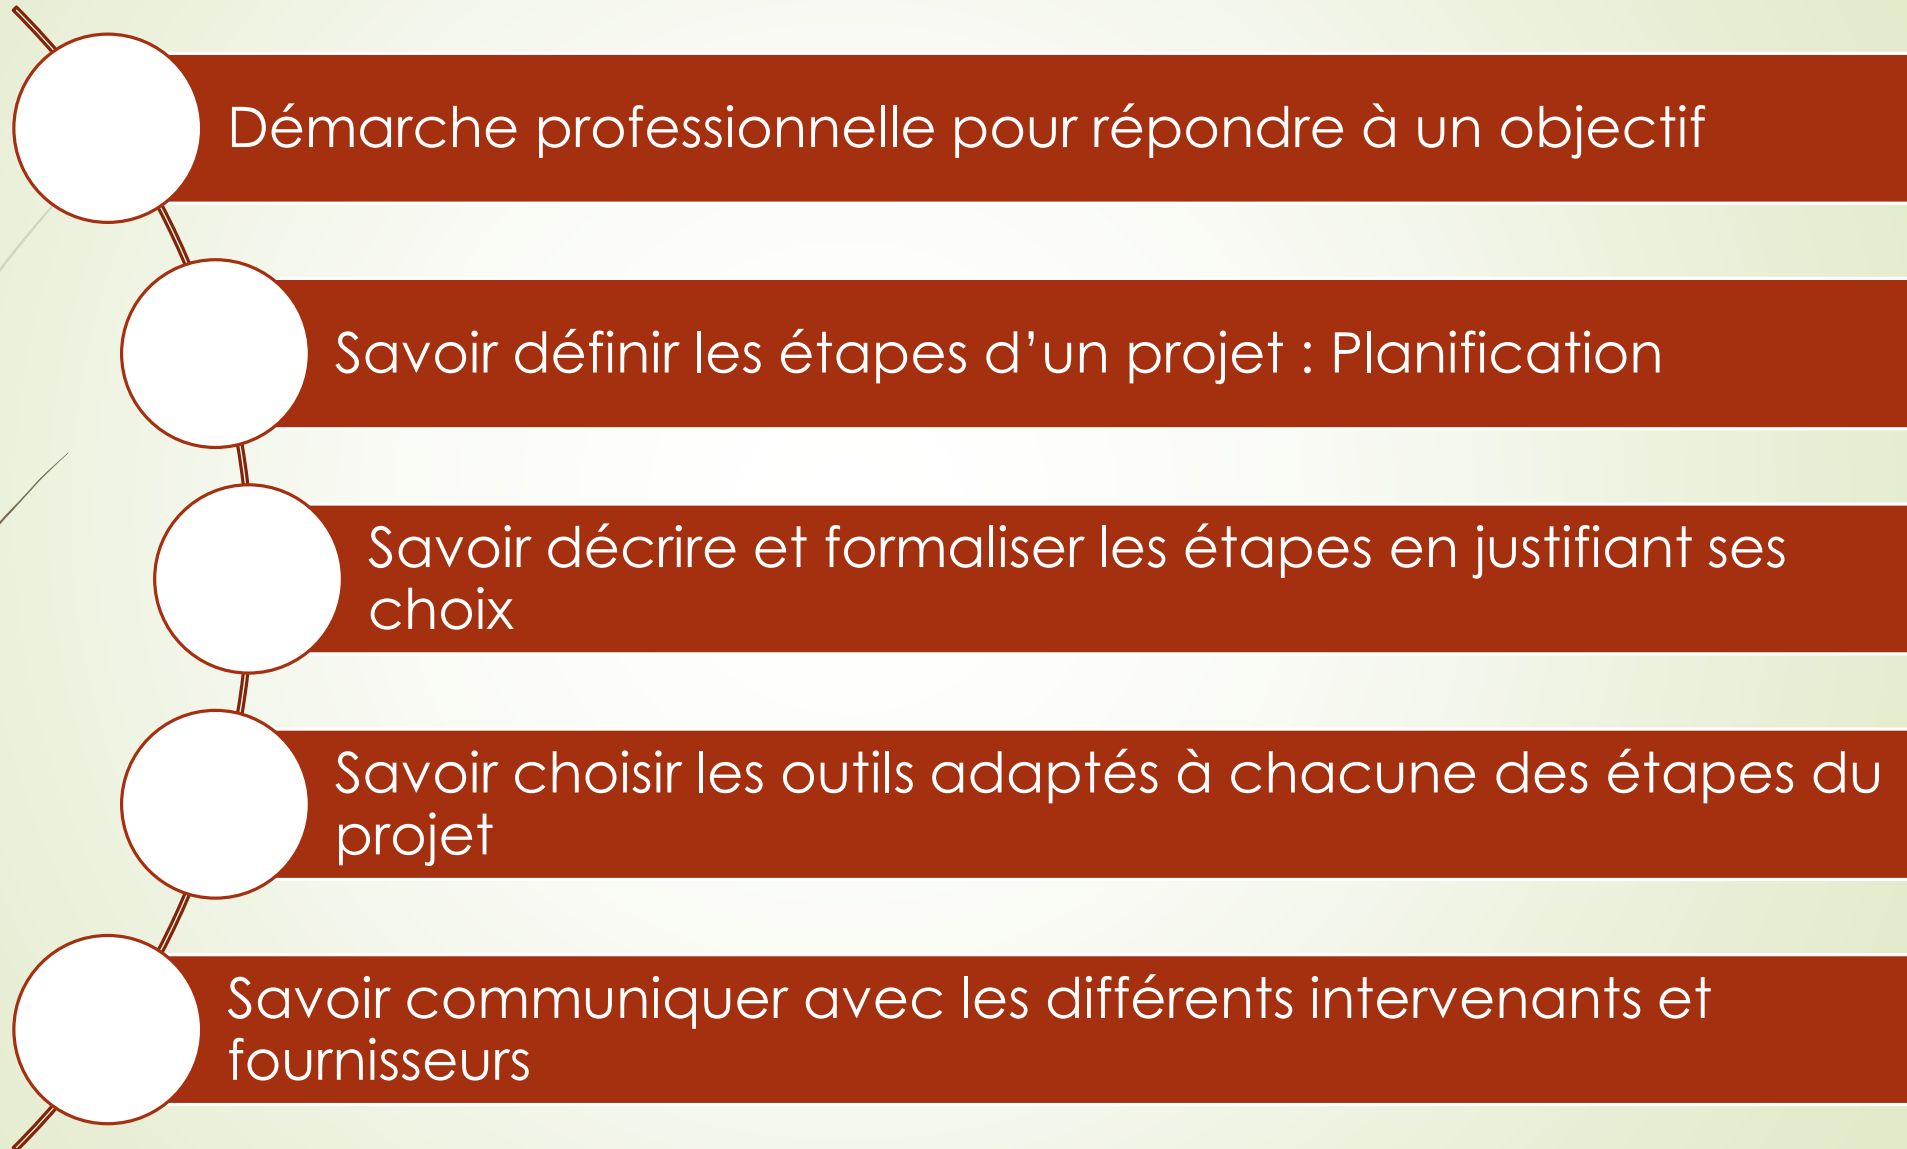 Démarche professionnelle pour répondre à un objectif
Savoir définir les étapes d’un projet : Planification
Savoir décrire et formaliser les étapes en justifiant ses
choix
Savoir choisir les outils adaptés à chacune des étapes du
projet
Savoir communiquer avec les différents intervenants et
fournisseurs